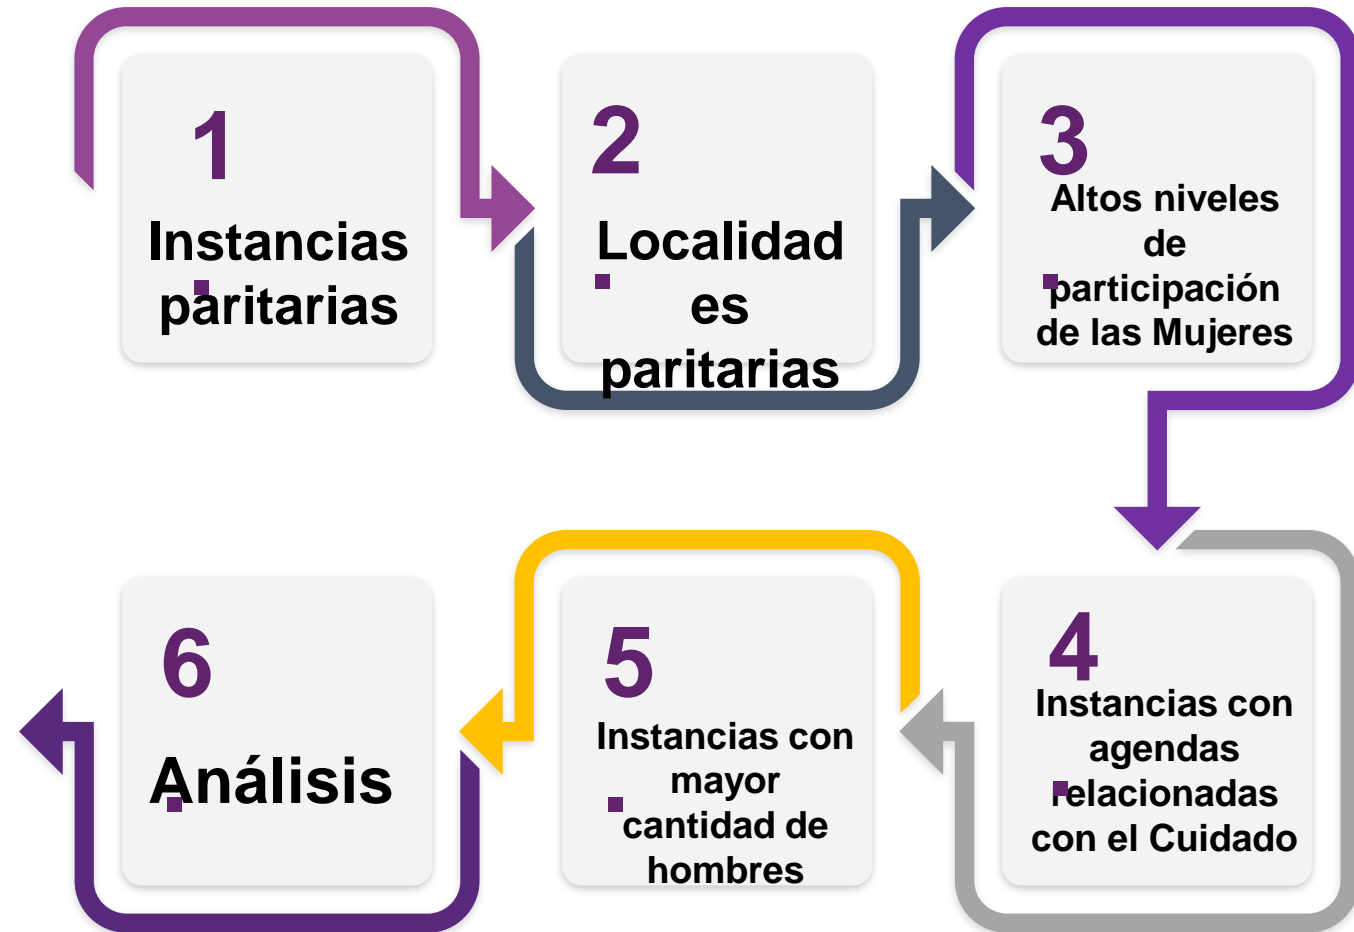 1
Instancias
paritarias
2
Localidad
es
paritarias
3
Altos niveles
de
participación
de las Mujeres
4
Instancias con
agendas
relacionadas
con el Cuidado
5
Instancias con
mayor
cantidad de
hombres
6
Análisis